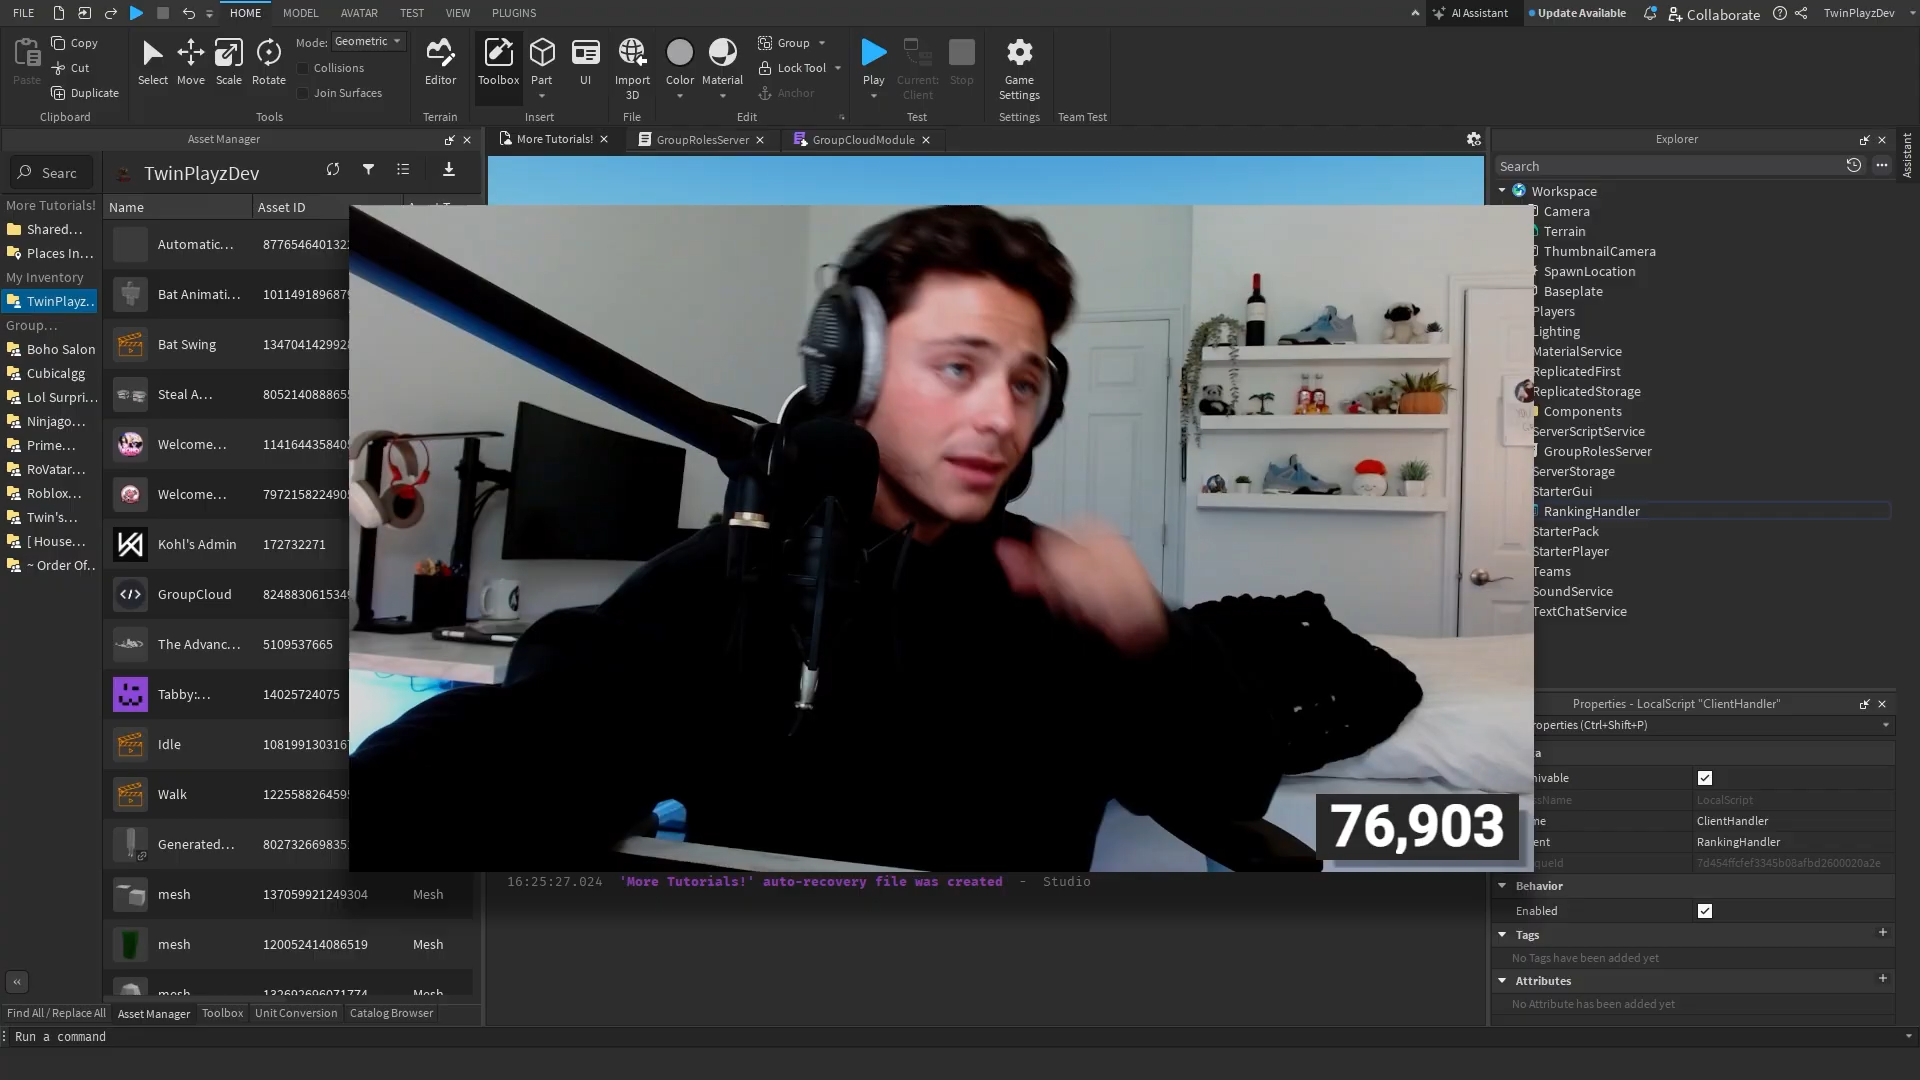 FILE HOME MODEL AVATAR TEST VIEW PLUGINS AI Assistant Update Available Collaborate TwinPlayzDev
Paste Copy Cut Duplicate
Clipboard
Select Move Scale Rotate
Mode: Geometric
Collisions
Join Surfaces
Tools
Editor
Terrain
Toolbox Part UI
Insert
Import 3D
File
Color Material Group Lock Tool Anchor
Edit
Play Current: Client Stop
Test
Game Settings
Settings
Team Test
Asset Manager
More Tutorials! GroupRolesServer GroupCloudModule
Explorer
Assistant
Searc
TwinPlayzDev
Search
More Tutorials!
Shared...
Places In...
My Inventory
TwinPlayz..
Group...
Boho Salon
Cubicalgg
Lol Surpri...
Ninjago...
Prime...
RoVatar...
Roblox...
Twin's...
[ House...
~ Order Of..
Name Asset ID
Automatic...
Bat Animati...
Bat Swing
Steal A...
Welcome...
Welcome...
Kohl's Admin 172732271
GroupCloud
The Advanc... 5109537665
Tabby:... 14025724075
Idle
Walk
Generated...
mesh 137059921249304 Mesh
mesh 120052414086519 Mesh
mesh 132692696071774 Mesh
76,903
16:25:27.024 'More Tutorials!' auto-recovery file was created - Studio
Workspace
Camera
Terrain
ThumbnailCamera
SpawnLocation
Baseplate
Players
Lighting
MaterialService
ReplicatedFirst
ReplicatedStorage
Components
ServerScriptService
GroupRolesServer
ServerStorage
StarterGui
RankingHandler
StarterPack
StarterPlayer
Teams
SoundService
TextChatService
Properties - LocalScript "ClientHandler"
roperties (Ctrl+Shift+P)
LocalScript
ClientHandler
RankingHandler
7d454ffcfef3345b08afbd2600020a2e
Behavior
Enabled
Tags
No Tags have been added yet
Attributes
No Attribute has been added yet
Find All / Replace All Asset Manager Toolbox Unit Conversion Catalog Browser
Run a command